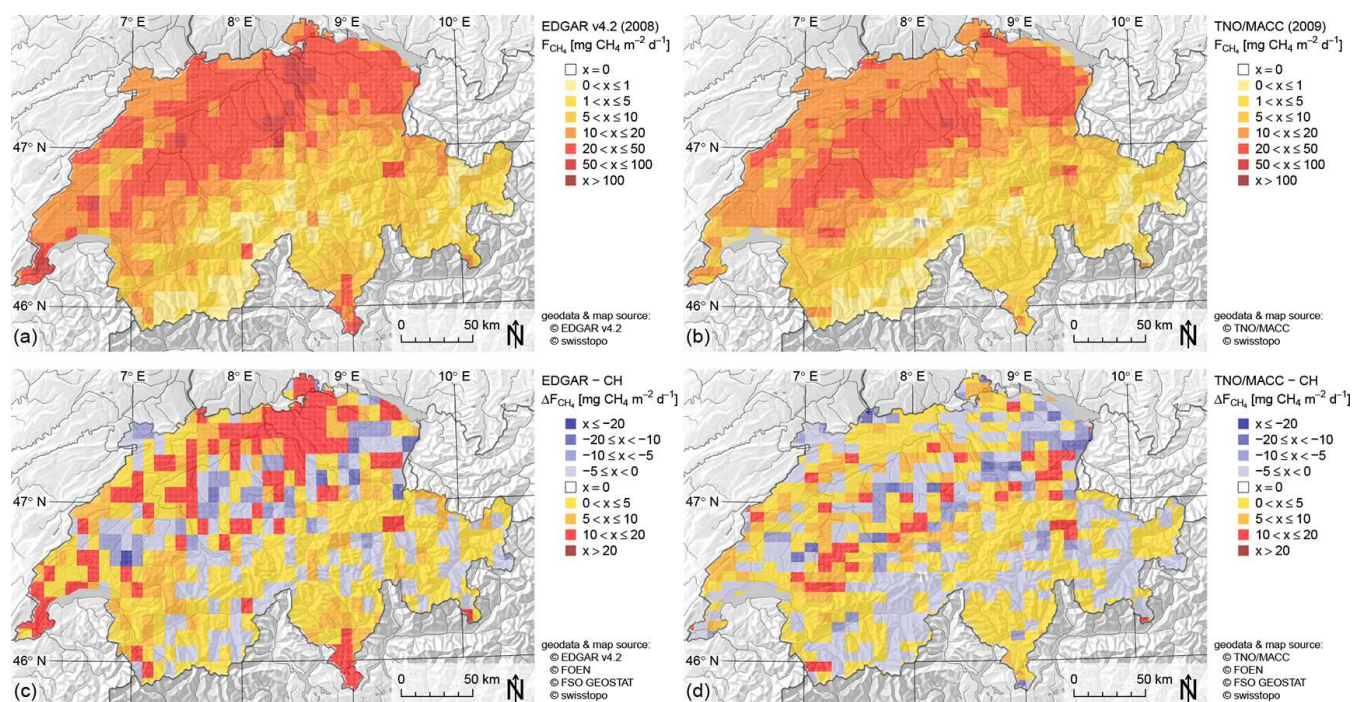 7° E 8° E 9° E 10° E
47° N
46° N
(a)
EDGAR v4.2 (2008)
F CH₄ [mg CH₄ m⁻² d⁻¹]
x = 0
0 < x ≤ 1
1 < x ≤ 5
5 < x ≤ 10
10 < x ≤ 20
20 < x ≤ 50
50 < x ≤ 100
x > 100
geodata & map source:
© EDGAR v4.2
© swisstopo
0 50 km
N
7° E 8° E 9° E 10° E
47° N
46° N
(b)
TNO/MACC (2009)
F CH₄ [mg CH₄ m⁻² d⁻¹]
x = 0
0 < x ≤ 1
1 < x ≤ 5
5 < x ≤ 10
10 < x ≤ 20
20 < x ≤ 50
50 < x ≤ 100
x > 100
geodata & map source:
© TNO/MACC
© swisstopo
0 50 km
N
7° E 8° E 9° E 10° E
47° N
46° N
(c)
EDGAR − CH
ΔF CH₄ [mg CH₄ m⁻² d⁻¹]
x ≤ −20
−20 ≤ x < −10
−10 ≤ x < −5
−5 ≤ x < 0
x = 0
0 < x ≤ 5
5 < x ≤ 10
10 < x ≤ 20
x > 20
geodata & map source:
© EDGAR v4.2
© FOEN
© FSO GEOSTAT
© swisstopo
0 50 km
N
7° E 8° E 9° E 10° E
47° N
46° N
(d)
TNO/MACC − CH
ΔF CH₄ [mg CH₄ m⁻² d⁻¹]
x ≤ −20
−20 ≤ x < −10
−10 ≤ x < −5
−5 ≤ x < 0
x = 0
0 < x ≤ 5
5 < x ≤ 10
10 < x ≤ 20
x > 20
geodata & map source:
© TNO/MACC
© FOEN
© FSO GEOSTAT
© swisstopo
0 50 km
N